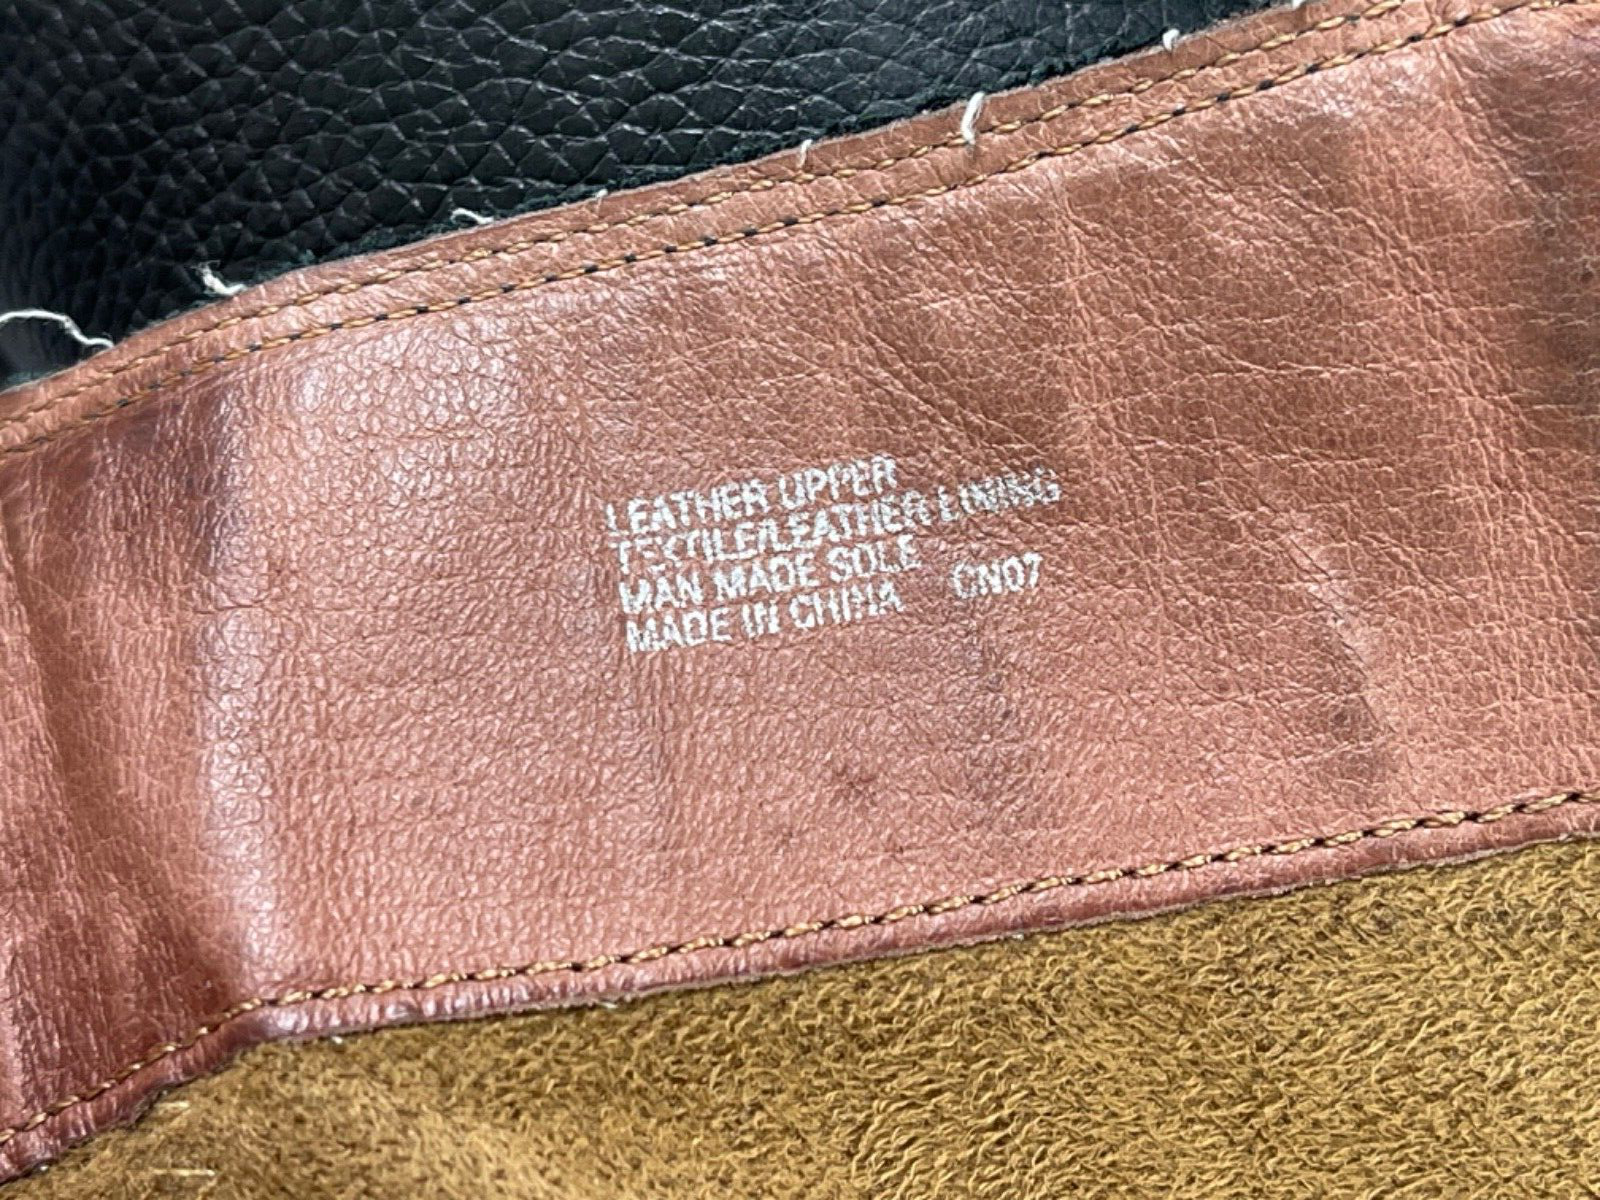 LEATHER UPPER
TEXTILE/LEATHER LINING
MAN MADE SOLE
MADE IN CHINA CN07